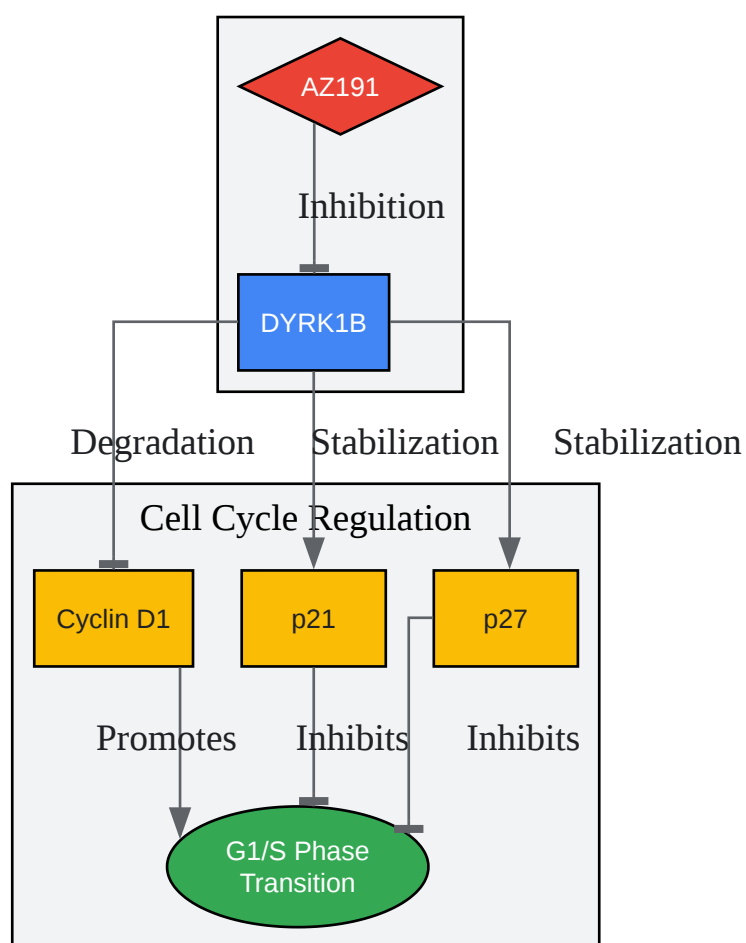 AZ191
Inhibition
DYRK1B
Degradation
Stabilization
Stabilization
Cell Cycle Regulation
Cyclin D1
p21
p27
Promotes
Inhibits
Inhibits
G1/S Phase
Transition